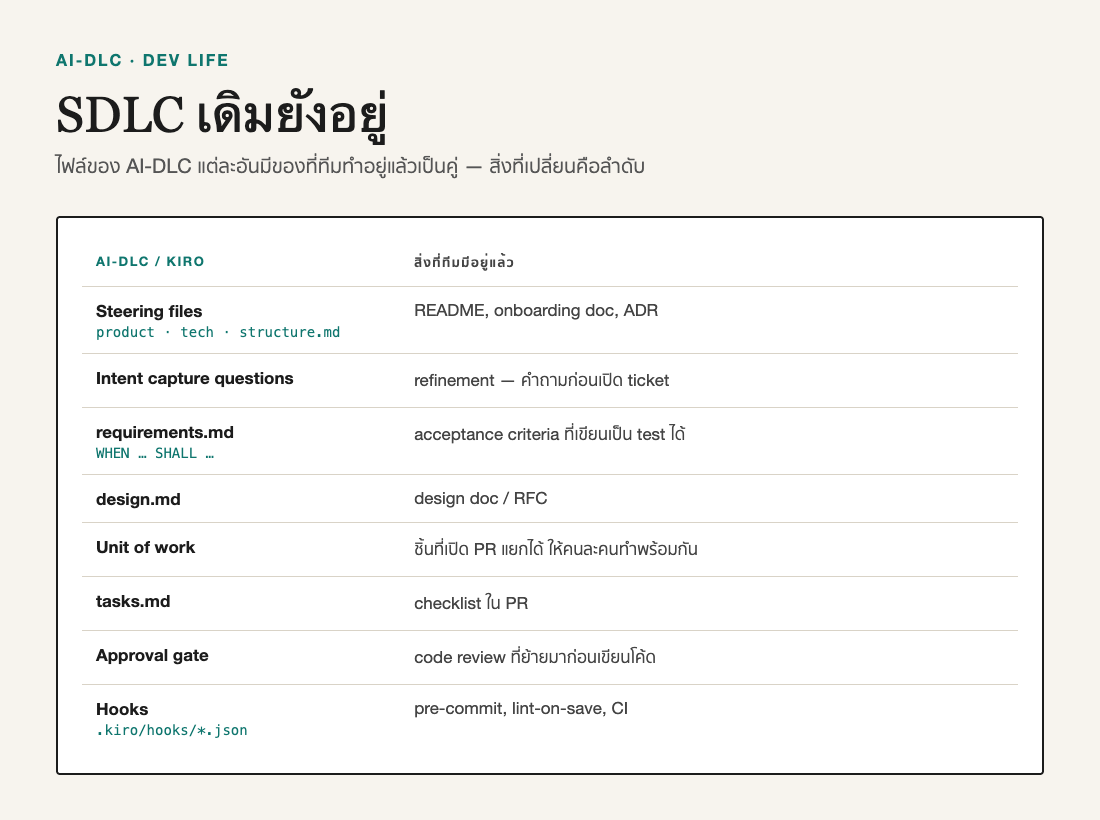 AI-DLC · DEV LIFE
SDLC เดิมยังอยู่
ไฟล์ของ AI-DLC แต่ละอันมีของที่ทีมทำอยู่แล้วเป็นคู่ — สิ่งที่เปลี่ยนคือลำดับ
AI-DLC / KIRO
สิ่งที่ทีมมีอยู่แล้ว
Steering files
README, onboarding doc, ADR
product · tech · structure.md
Intent capture questions
refinement — คำถามก่อนเปิด ticket
requirements.md
acceptance criteria ที่เขียนเป็น test ได้
WHEN … SHALL …
design.md
design doc / RFC
Unit of work
ชิ้นที่เปิด PR แยกได้ ให้คนละคนทำพร้อมกัน
tasks.md
checklist ใน PR
Approval gate
code review ที่ย้ายมาก่อนเขียนโค้ด
Hooks
pre-commit, lint-on-save, CI
.kiro/hooks/*.json